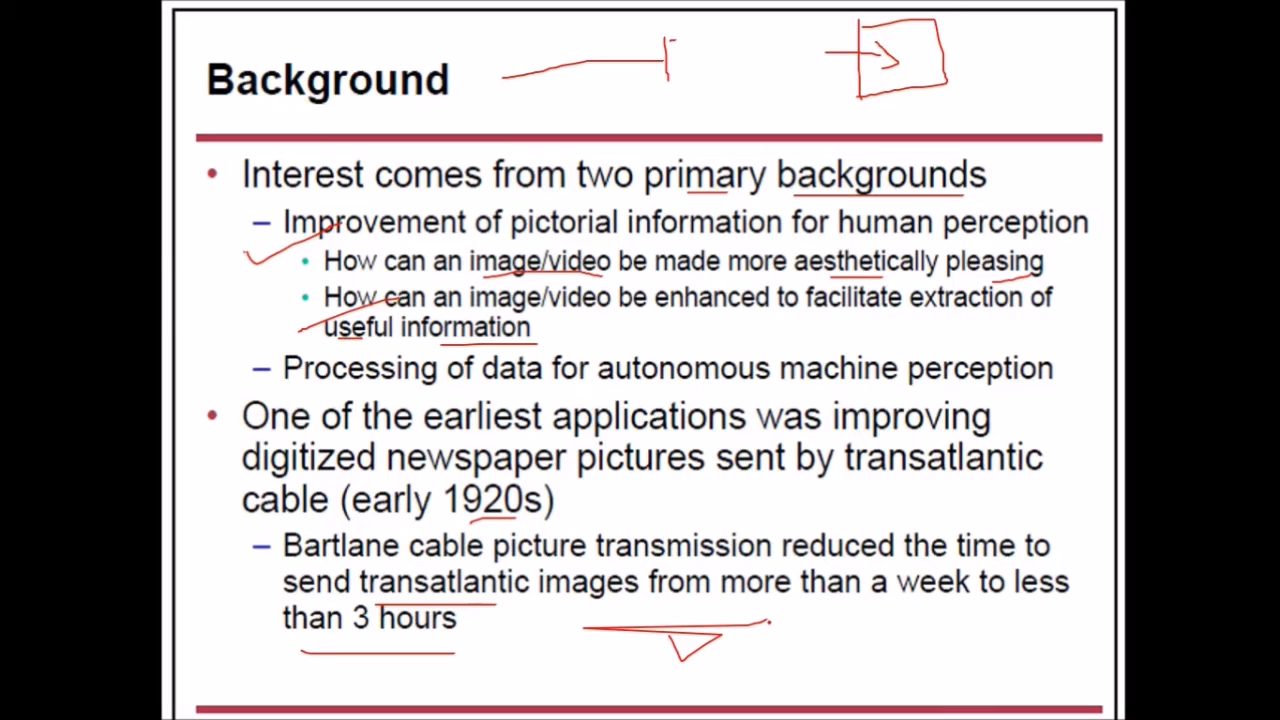 Background
• Interest comes from two primary backgrounds
– Improvement of pictorial information for human perception
• How can an image/video be made more aesthetically pleasing
• How can an image/video be enhanced to facilitate extraction of
useful information
– Processing of data for autonomous machine perception
• One of the earliest applications was improving
digitized newspaper pictures sent by transatlantic
cable (early 1920s)
– Bartlane cable picture transmission reduced the time to
send transatlantic images from more than a week to less
than 3 hours